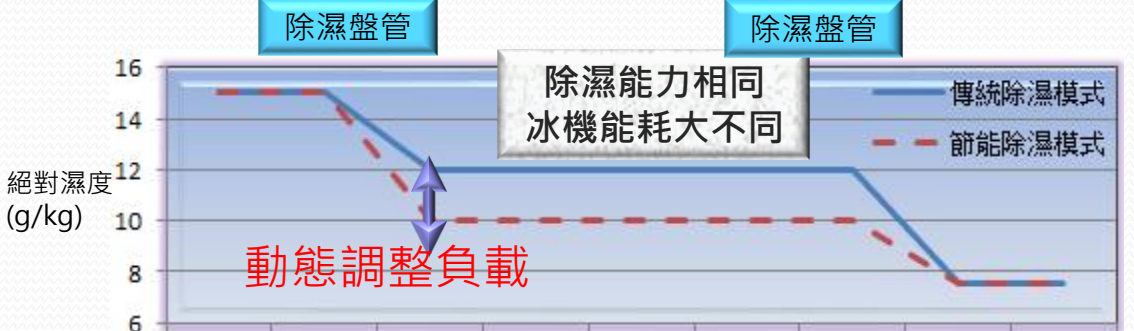 除濕盤管
除濕盤管
除濕能力相同
冰機能耗大不同
傳統除濕模式
節能除濕模式
絕對濕度
(g/kg)
16
14
12
10
8
6
動態調整負載